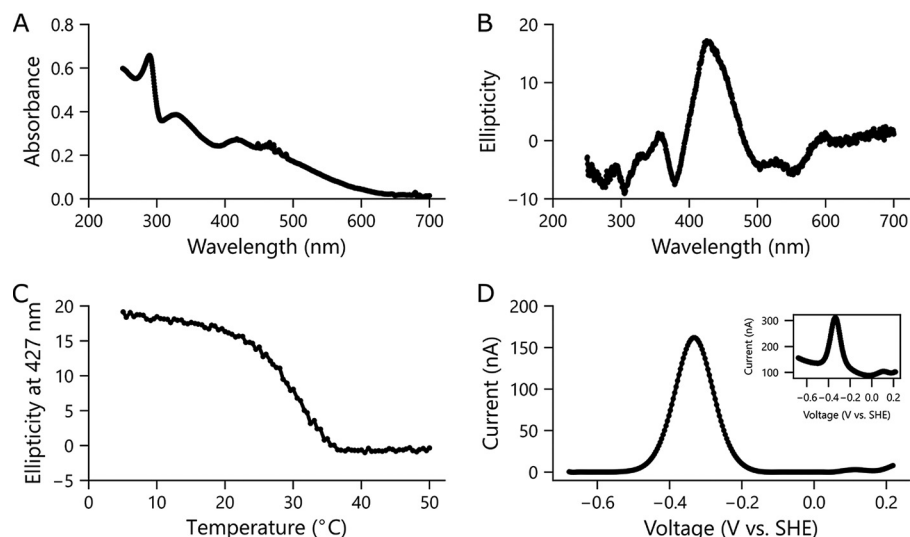 A
Absorbance
0.8
0.6
0.4
0.2
0.0
200 300 400 500 600 700
Wavelength (nm)
B
Ellipticity
20
10
0
−10
200 300 400 500 600 700
Wavelength (nm)
C
Ellipticity at 427 nm
20
15
10
5
0
−5
0 10 20 30 40 50
Temperature (°C)
D
Current (nA)
200
150
100
50
0
−0.6 −0.4 −0.2 0.0 0.2
Voltage (V vs. SHE)
Current (nA)
300
200
100
−0.6 −0.4 −0.2 0.0 0.2
Voltage (V vs. SHE)